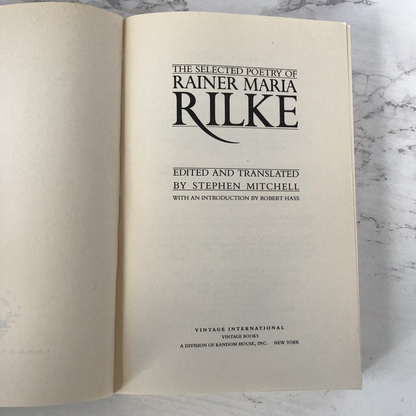 THE SELECTED POETRY OF
RAINER MARIA
RILKE
EDITED AND TRANSLATED
BY STEPHEN MITCHELL
WITH AN INTRODUCTION BY ROBERT HASS
VINTAGE INTERNATIONAL
VINTAGE BOOKS
A DIVISION OF RANDOM HOUSE, INC. NEW YORK